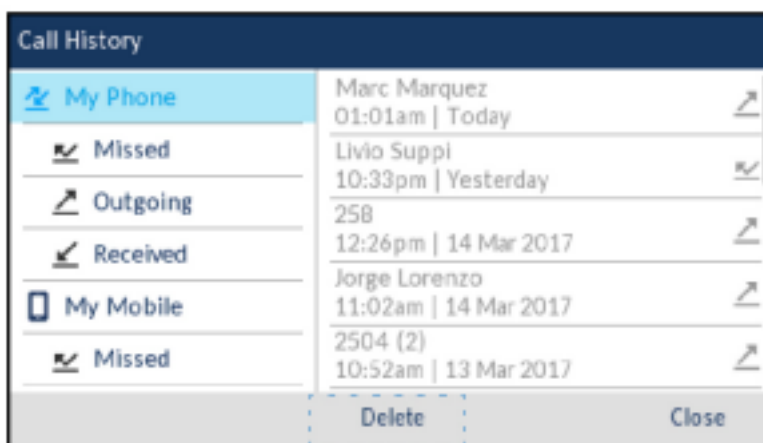 Call History
My Phone
Missed
Outgoing
Received
My Mobile
Missed
Marc Marquez
01:01am | Today
Livio Suppi
10:33pm | Yesterday
258
12:26pm | 14 Mar 2017
Jorge Lorenzo
11:02am | 14 Mar 2017
2504 (2)
10:52am | 13 Mar 2017
Delete
Close